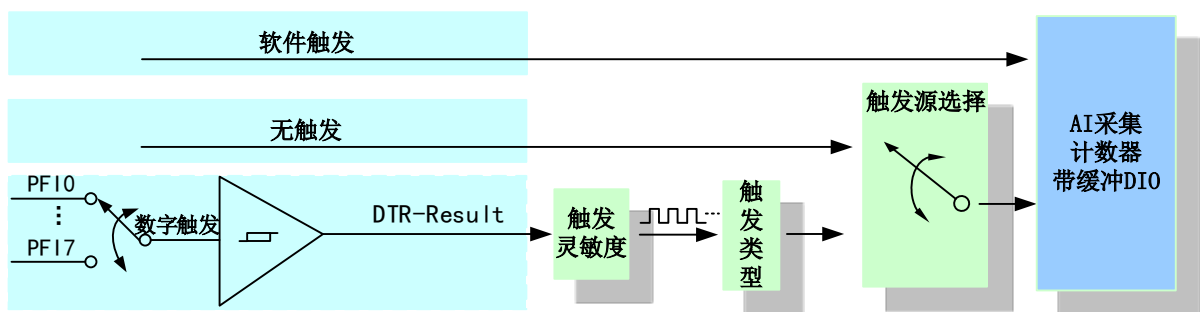 软件触发
无触发
触发源选择
AI采集
计数器
带缓冲DIO
PFI0
数字触发
PFI7
DTR-Result
触发
灵敏度
触
发
类
型